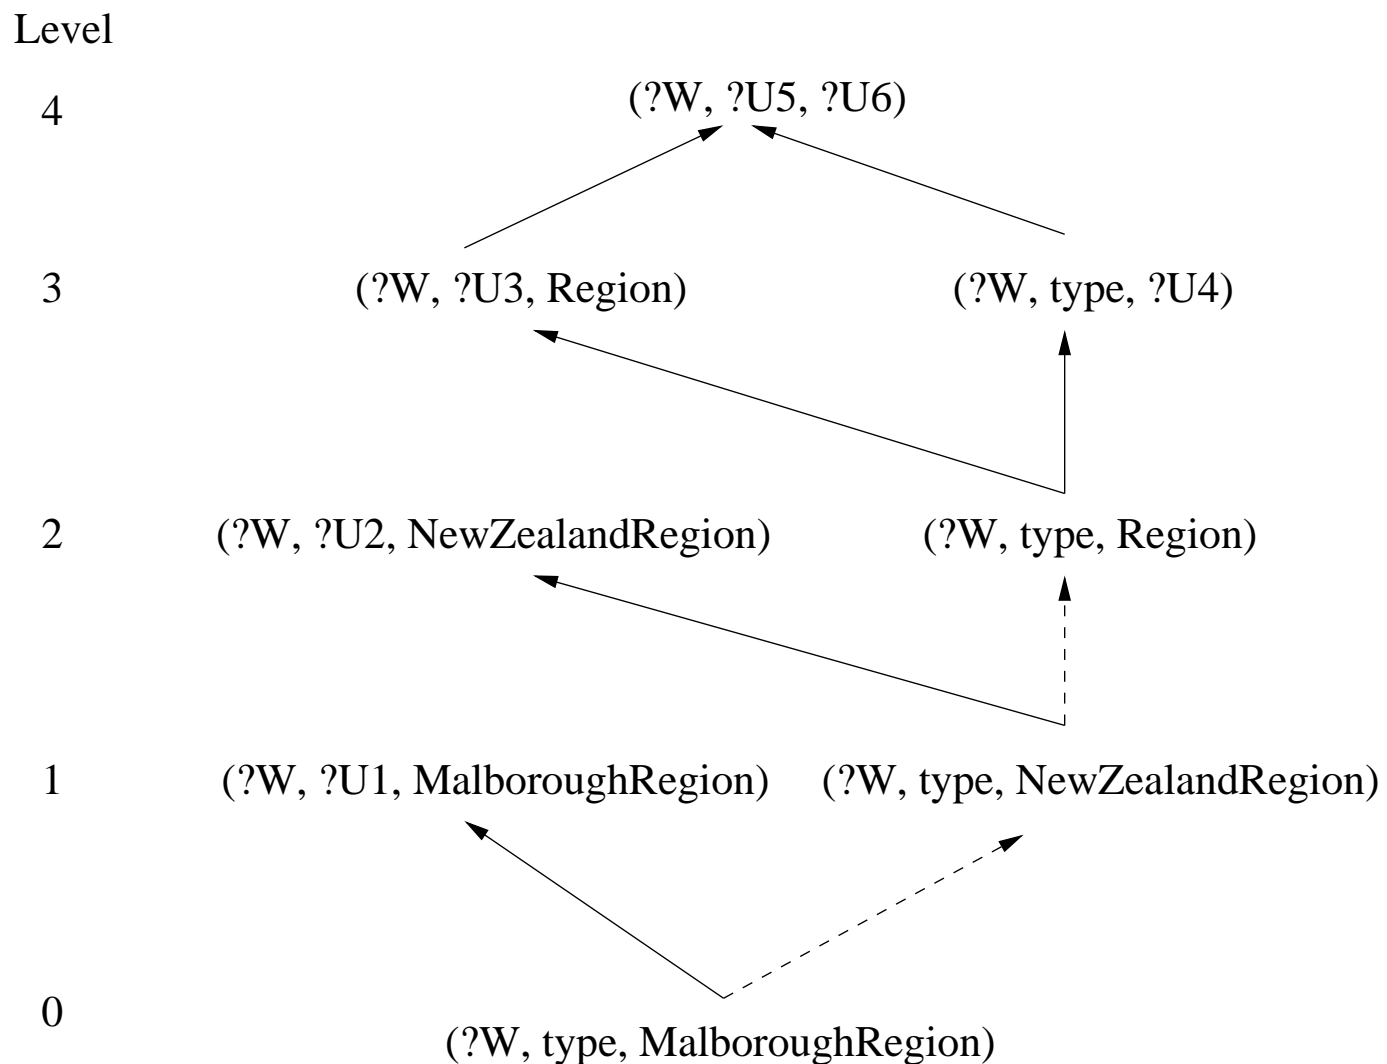 Level
4 (?W, ?U5, ?U6)
3 (?W, ?U3, Region) (?W, type, ?U4)
2 (?W, ?U2, NewZealandRegion) (?W, type, Region)
1 (?W, ?U1, MalboroughRegion) (?W, type, NewZealandRegion)
0
(?W, type, MalboroughRegion)